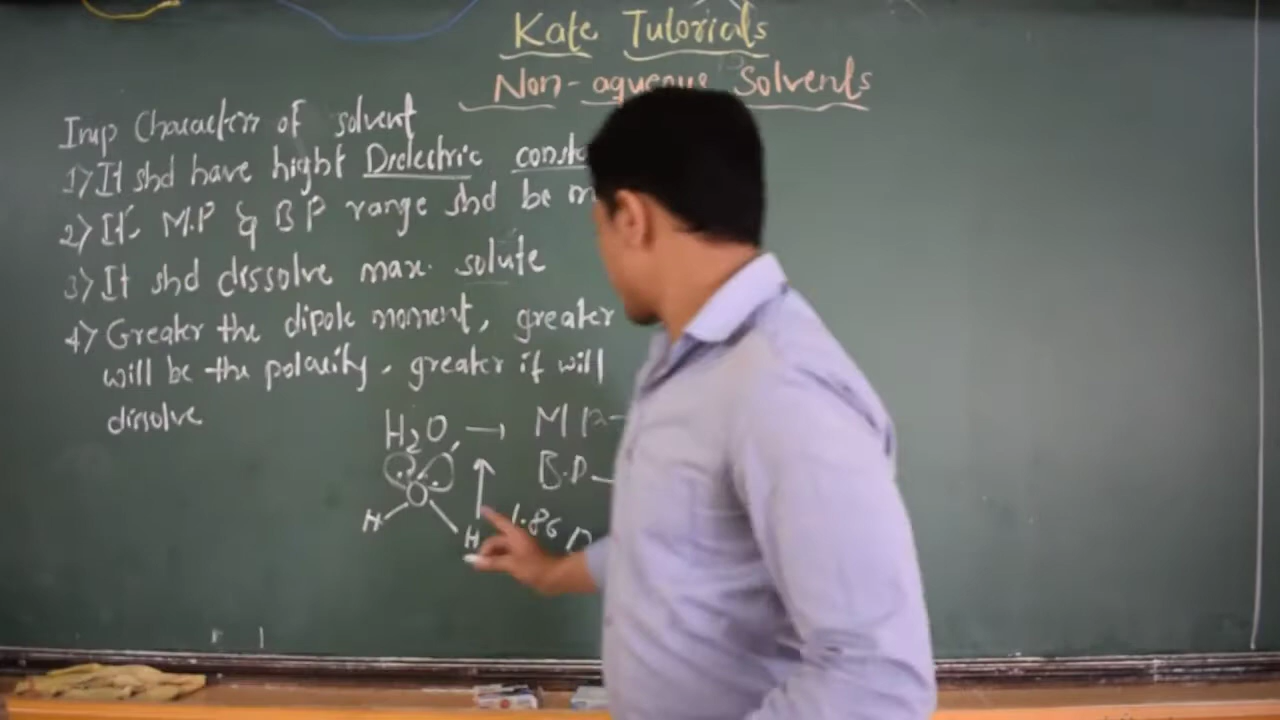 Kate Tutorials
Non-aqueous Solvents
Imp Characters of solvent
1) It shd have hight Dielectric
2) It's M.P & B P range shd be
3) It shd dissolve max. solute
4) Greater the dipole moment, greater
will be the polarity, greater it will
dissolve
H2O → M P
B.P
O
H H 1.86 D